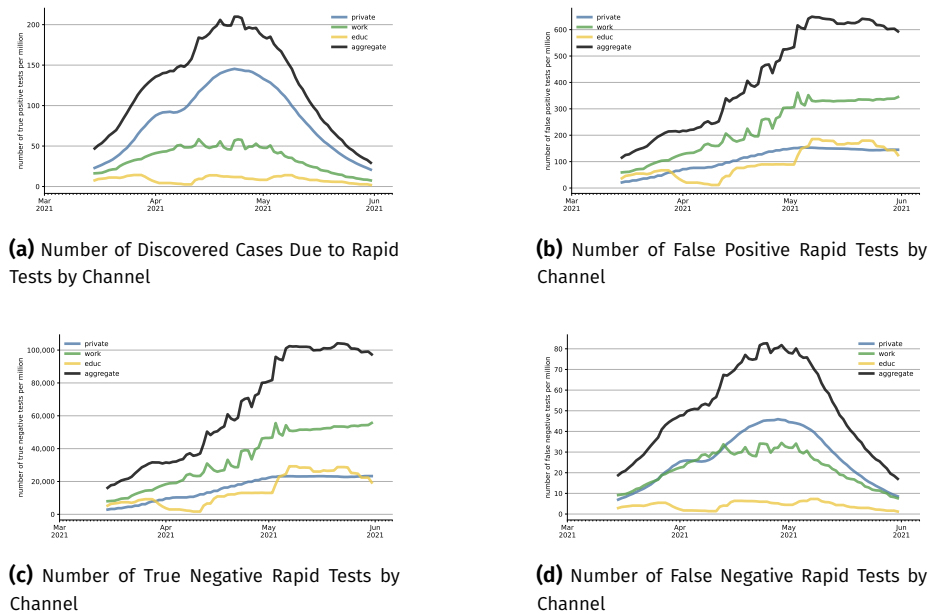 number of true positive tests per million
200
150
100
50
0
private
work
educ
aggregate
Mar
2021
Apr
2021
May
2021
Jun
2021
(a) Number of Discovered Cases Due to Rapid
Tests by Channel
number of false positive tests per million
600
500
400
300
200
100
0
private
work
educ
aggregate
Mar
2021
Apr
2021
May
2021
Jun
2021
(b) Number of False Positive Rapid Tests by
Channel
number of true negative tests per million
100,000
80,000
60,000
40,000
20,000
0
private
work
educ
aggregate
Mar
2021
Apr
2021
May
2021
Jun
2021
(c) Number of True Negative Rapid Tests by
Channel
number of false negative tests per million
80
70
60
50
40
30
20
10
0
private
work
educ
aggregate
Mar
2021
Apr
2021
May
2021
Jun
2021
(d) Number of False Negative Rapid Tests by
Channel